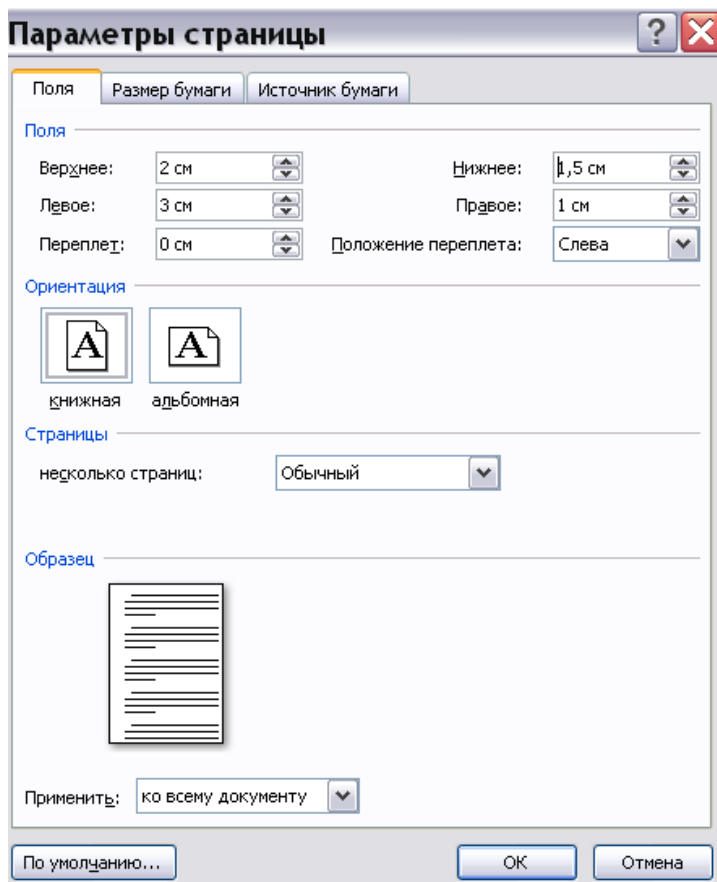 Параметры страницы
Поля Размер бумаги Источник бумаги
Поля
Верхнее: 2 см Нижнее: 1,5 см
Левое: 3 см Правое: 1 см
Переплет: 0 см Положение переплета: Слева
Ориентация
A A
книжная альбомная
Страницы
несколько страниц: Обычный
Образец
Применить: ко всему документу
По умолчанию... ОК Отмена